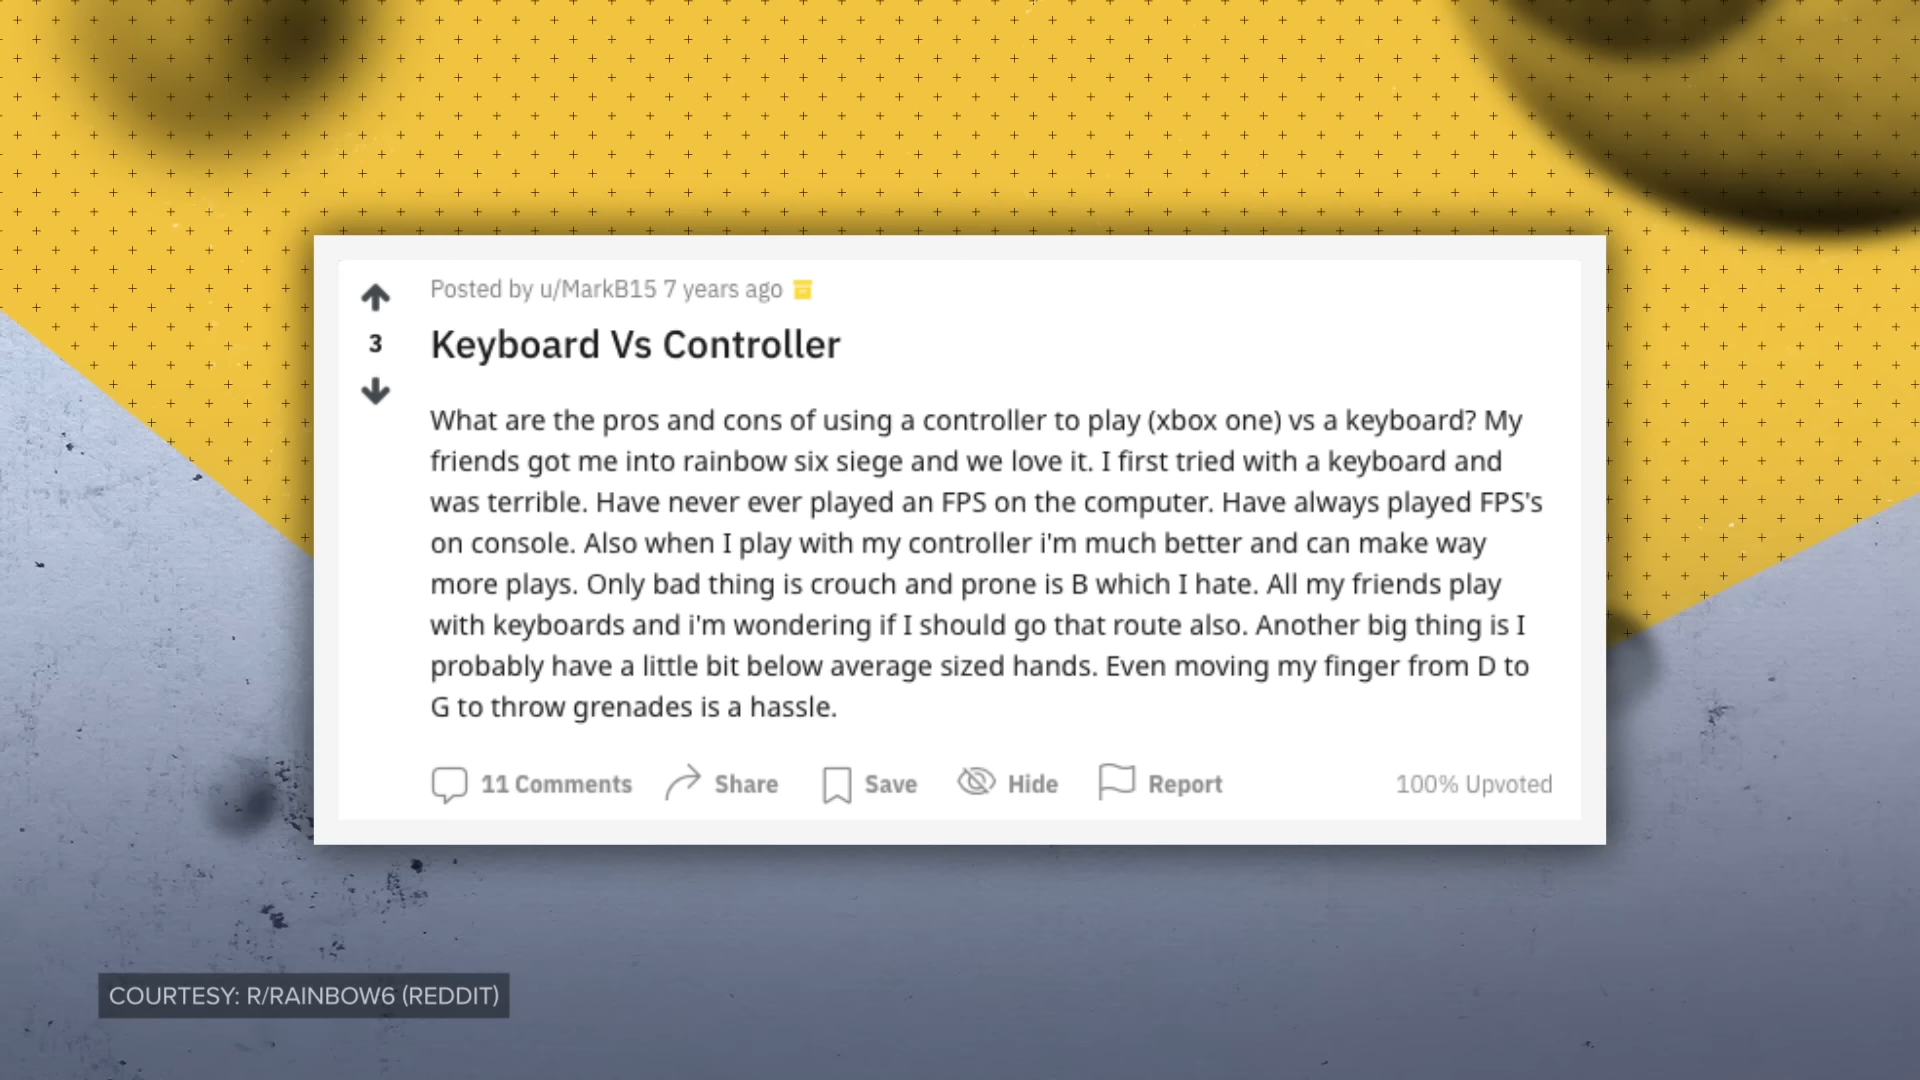 Posted by u/MarkB15 7 years ago
3
Keyboard Vs Controller
What are the pros and cons of using a controller to play (xbox one) vs a keyboard? My
friends got me into rainbow six siege and we love it. I first tried with a keyboard and
was terrible. Have never ever played an FPS on the computer. Have always played FPS's
on console. Also when I play with my controller i'm much better and can make way
more plays. Only bad thing is crouch and prone is B which I hate. All my friends play
with keyboards and i'm wondering if I should go that route also. Another big thing is I
probably have a little bit below average sized hands. Even moving my finger from D to
G to throw grenades is a hassle.
11 Comments Share Save Hide Report 100% Upvoted
COURTESY: R/RAINBOW6 (REDDIT)